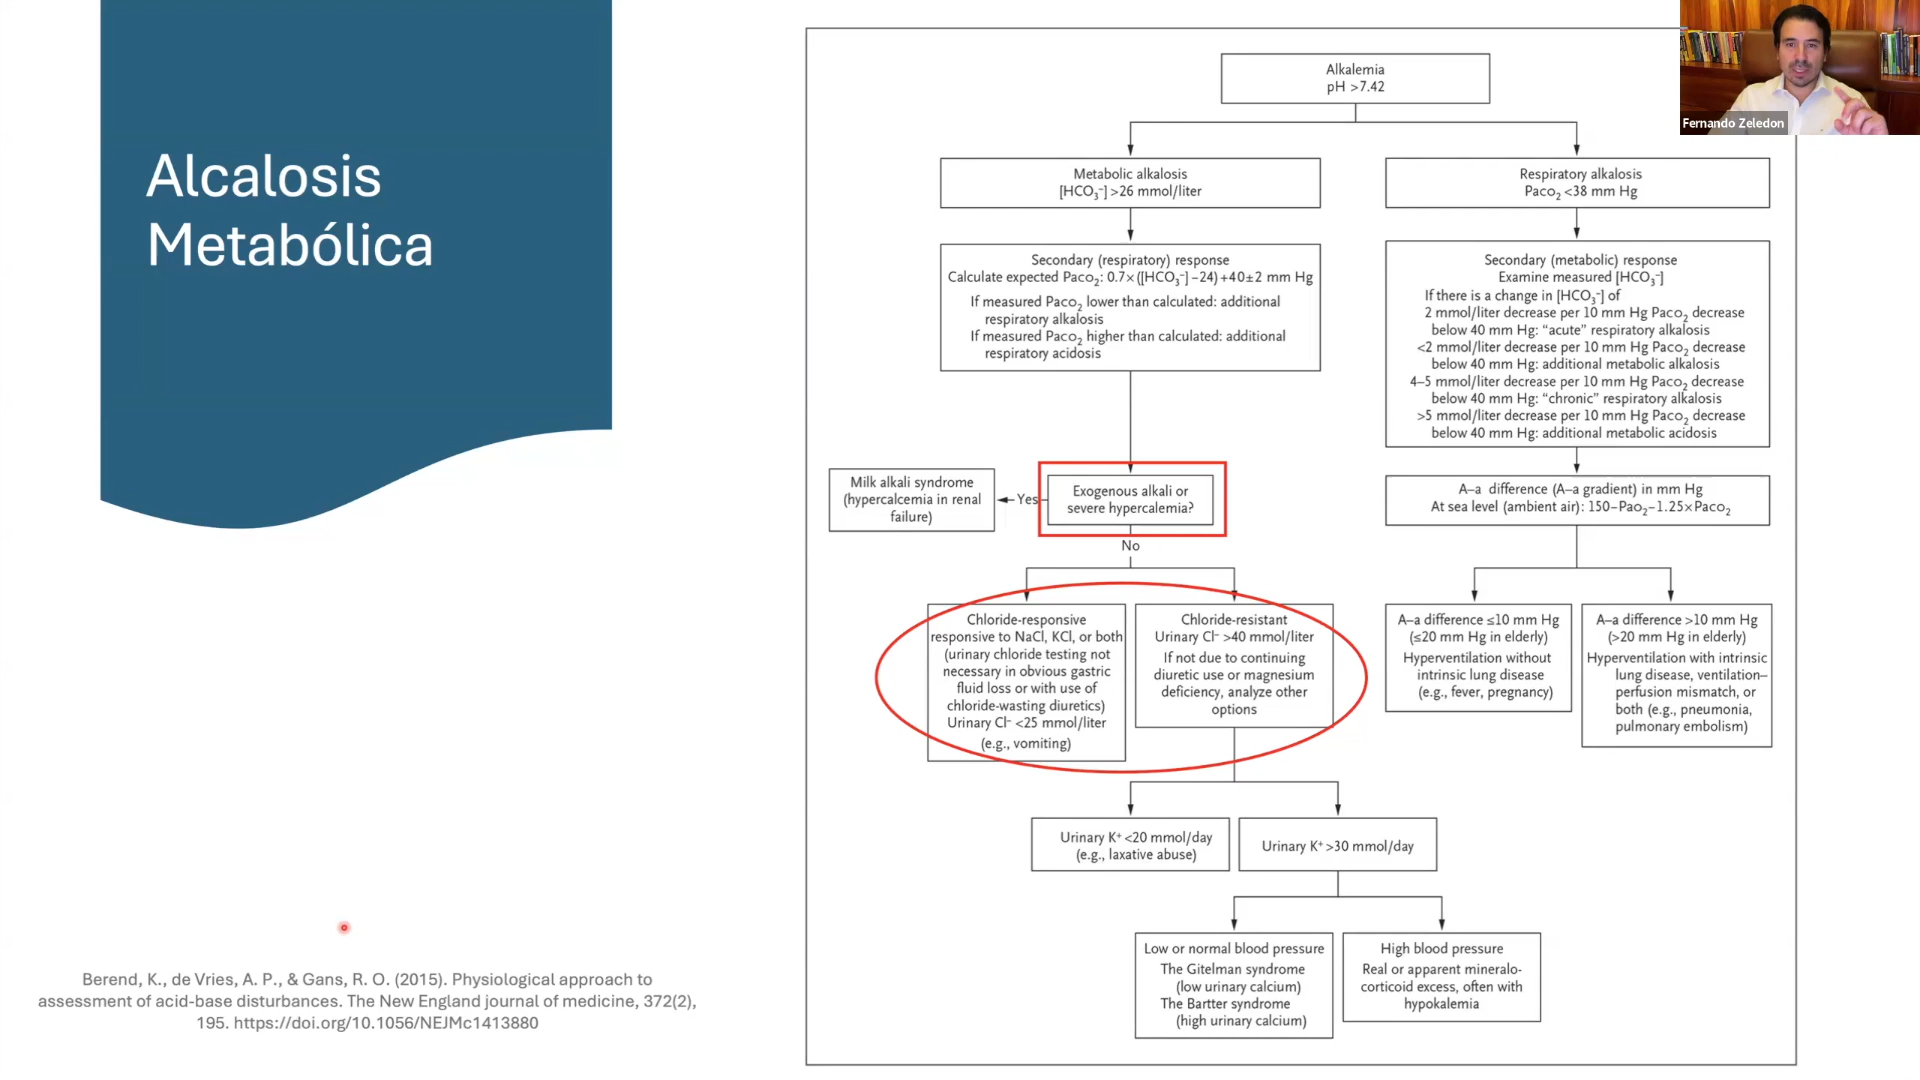 Alcalosis
Metabólica
Berend, K., de Vries, A. P., & Gans, R. O. (2015). Physiological approach to
assessment of acid-base disturbances. The New England journal of medicine, 372(2),
195. https://doi.org/10.1056/NEJMc1413880
Alkalemia
pH >7.42
Metabolic alkalosis
[HCO₃⁻] >26 mmol/liter
Secondary (respiratory) response
Calculate expected Paco₂: 0.7×([HCO₃⁻] −24) +40±2 mm Hg
If measured Paco₂ lower than calculated: additional
respiratory alkalosis
If measured Paco₂ higher than calculated: additional
respiratory acidosis
Exogenous alkali or
severe hypercalemia?
Yes
Milk alkali syndrome
(hypercalcemia in renal
failure)
No
Chloride-responsive
responsive to NaCl, KCl, or both
(urinary chloride testing not
necessary in obvious gastric
fluid loss or with use of
chloride-wasting diuretics)
Urinary Cl⁻ <25 mmol/liter
(e.g., vomiting)
Chloride-resistant
Urinary Cl⁻ >40 mmol/liter
If not due to continuing
diuretic use or magnesium
deficiency, analyze other
options
Urinary K⁺ <20 mmol/day
(e.g., laxative abuse)
Urinary K⁺ >30 mmol/day
Low or normal blood pressure
The Gitelman syndrome
(low urinary calcium)
The Bartter syndrome
(high urinary calcium)
High blood pressure
Real or apparent mineralo-
corticoid excess, often with
hypokalemia
Respiratory alkalosis
Paco₂ <38 mm Hg
Secondary (metabolic) response
Examine measured [HCO₃⁻]
If there is a change in [HCO₃⁻] of
2 mmol/liter decrease per 10 mm Hg Paco₂ decrease
below 40 mm Hg: “acute” respiratory alkalosis
<2 mmol/liter decrease per 10 mm Hg Paco₂ decrease
below 40 mm Hg: additional metabolic alkalosis
4–5 mmol/liter decrease per 10 mm Hg Paco₂ decrease
below 40 mm Hg: “chronic” respiratory alkalosis
>5 mmol/liter decrease per 10 mm Hg Paco₂ decrease
below 40 mm Hg: additional metabolic acidosis
A–a difference (A–a gradient) in mm Hg
At sea level (ambient air): 150−Pao₂−1.25×Paco₂
A–a difference ≤10 mm Hg
(≤20 mm Hg in elderly)
Hyperventilation without
intrinsic lung disease
(e.g., fever, pregnancy)
A–a difference >10 mm Hg
(>20 mm Hg in elderly)
Hyperventilation with intrinsic
lung disease, ventilation–
perfusion mismatch, or
both (e.g., pneumonia,
pulmonary embolism)
Fernando Zeledon